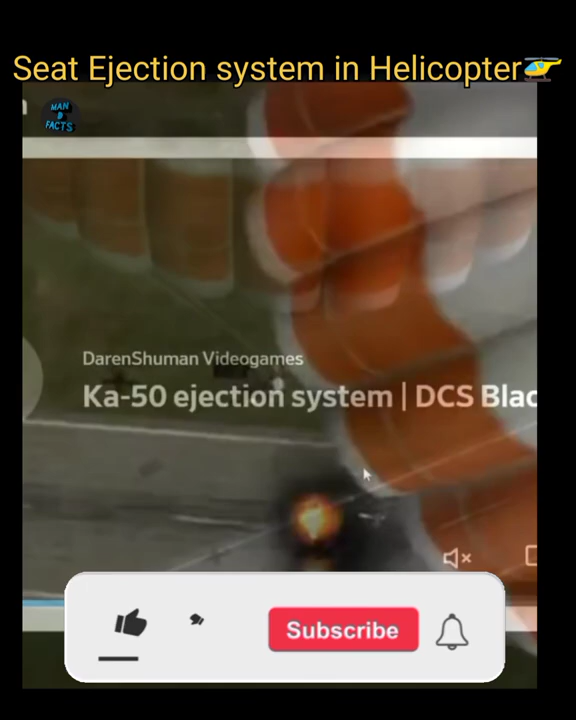 Seat Ejection system in Helicopter🚁
MAN
D
FACTS
DarenShuman Videogames
Ka-50 ejection system | DCS Blac
Subscribe